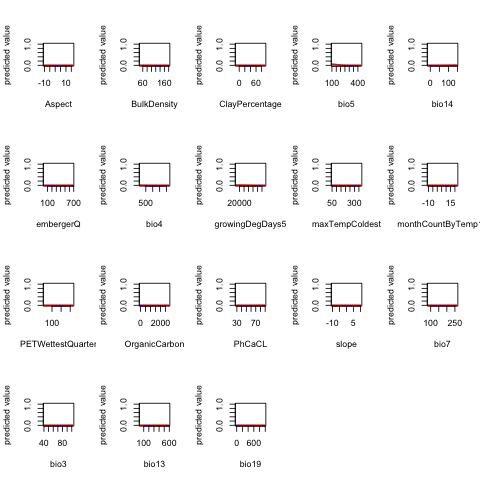 predicted value 0.0 1.0 -10 10 Aspect
predicted value 0.0 1.0 60 160 BulkDensity
predicted value 0.0 1.0 0 60 ClayPercentage
predicted value 0.0 1.0 100 400 bio5
predicted value 0.0 1.0 0 100 bio14
predicted value 0.0 1.0 100 700 embergerQ
predicted value 0.0 1.0 500 bio4
predicted value 0.0 1.0 20000 growingDegDays5
predicted value 0.0 1.0 50 300 maxTempColdest
predicted value 0.0 1.0 -10 15 monthCountByTemp
predicted value 0.0 1.0 100 PETWettestQuarter
predicted value 0.0 1.0 0 2000 OrganicCarbon
predicted value 0.0 1.0 30 70 PhCaCL
predicted value 0.0 1.0 -10 5 slope
predicted value 0.0 1.0 100 250 bio7
predicted value 0.0 1.0 40 80 bio3
predicted value 0.0 1.0 100 600 bio13
predicted value 0.0 1.0 0 600 bio19